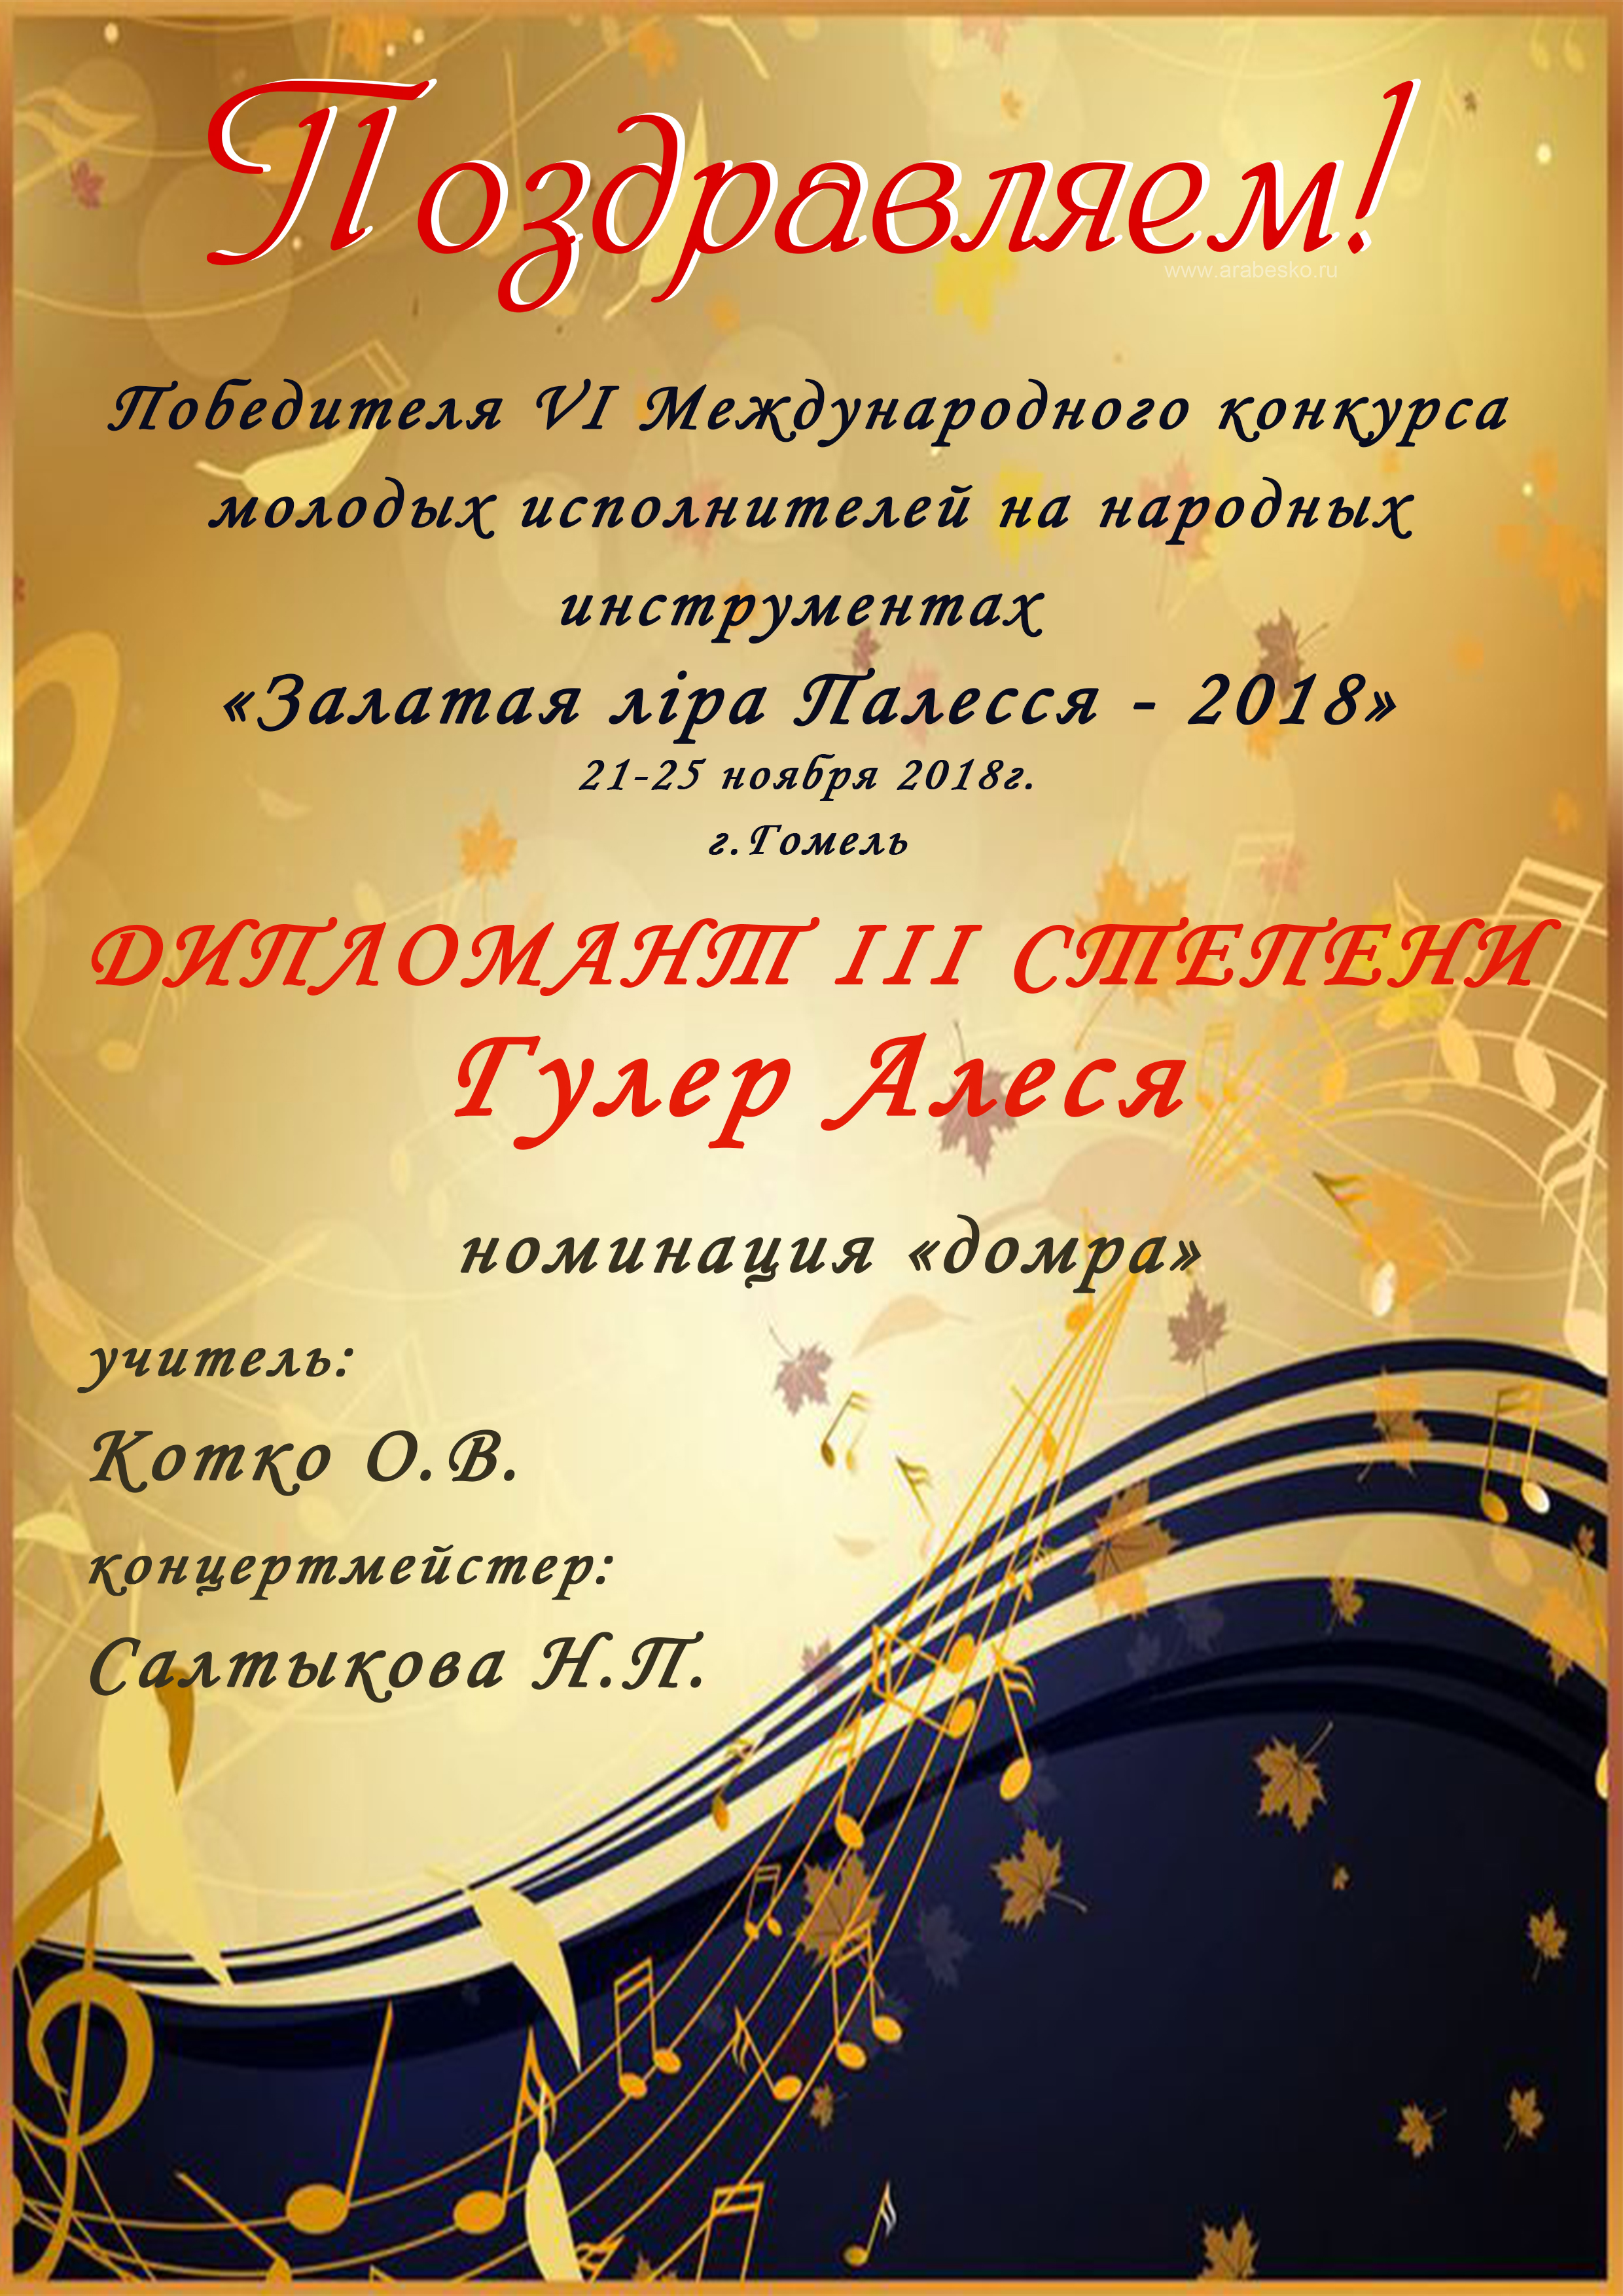 Поздравляем!
www.arabesko.ru
Победителя VI Международного конкурса
молодых исполнителей на народных
инструментах
«Залатая ліра Палесся - 2018»
21-25 ноября 2018г.
г.Гомель
ДИПЛОМАНТ III СТЕПЕНИ
Гулер Алеся
номинация «домра»
учитель:
Котко О.В.
концертмейстер:
Салтыкова Н.П.